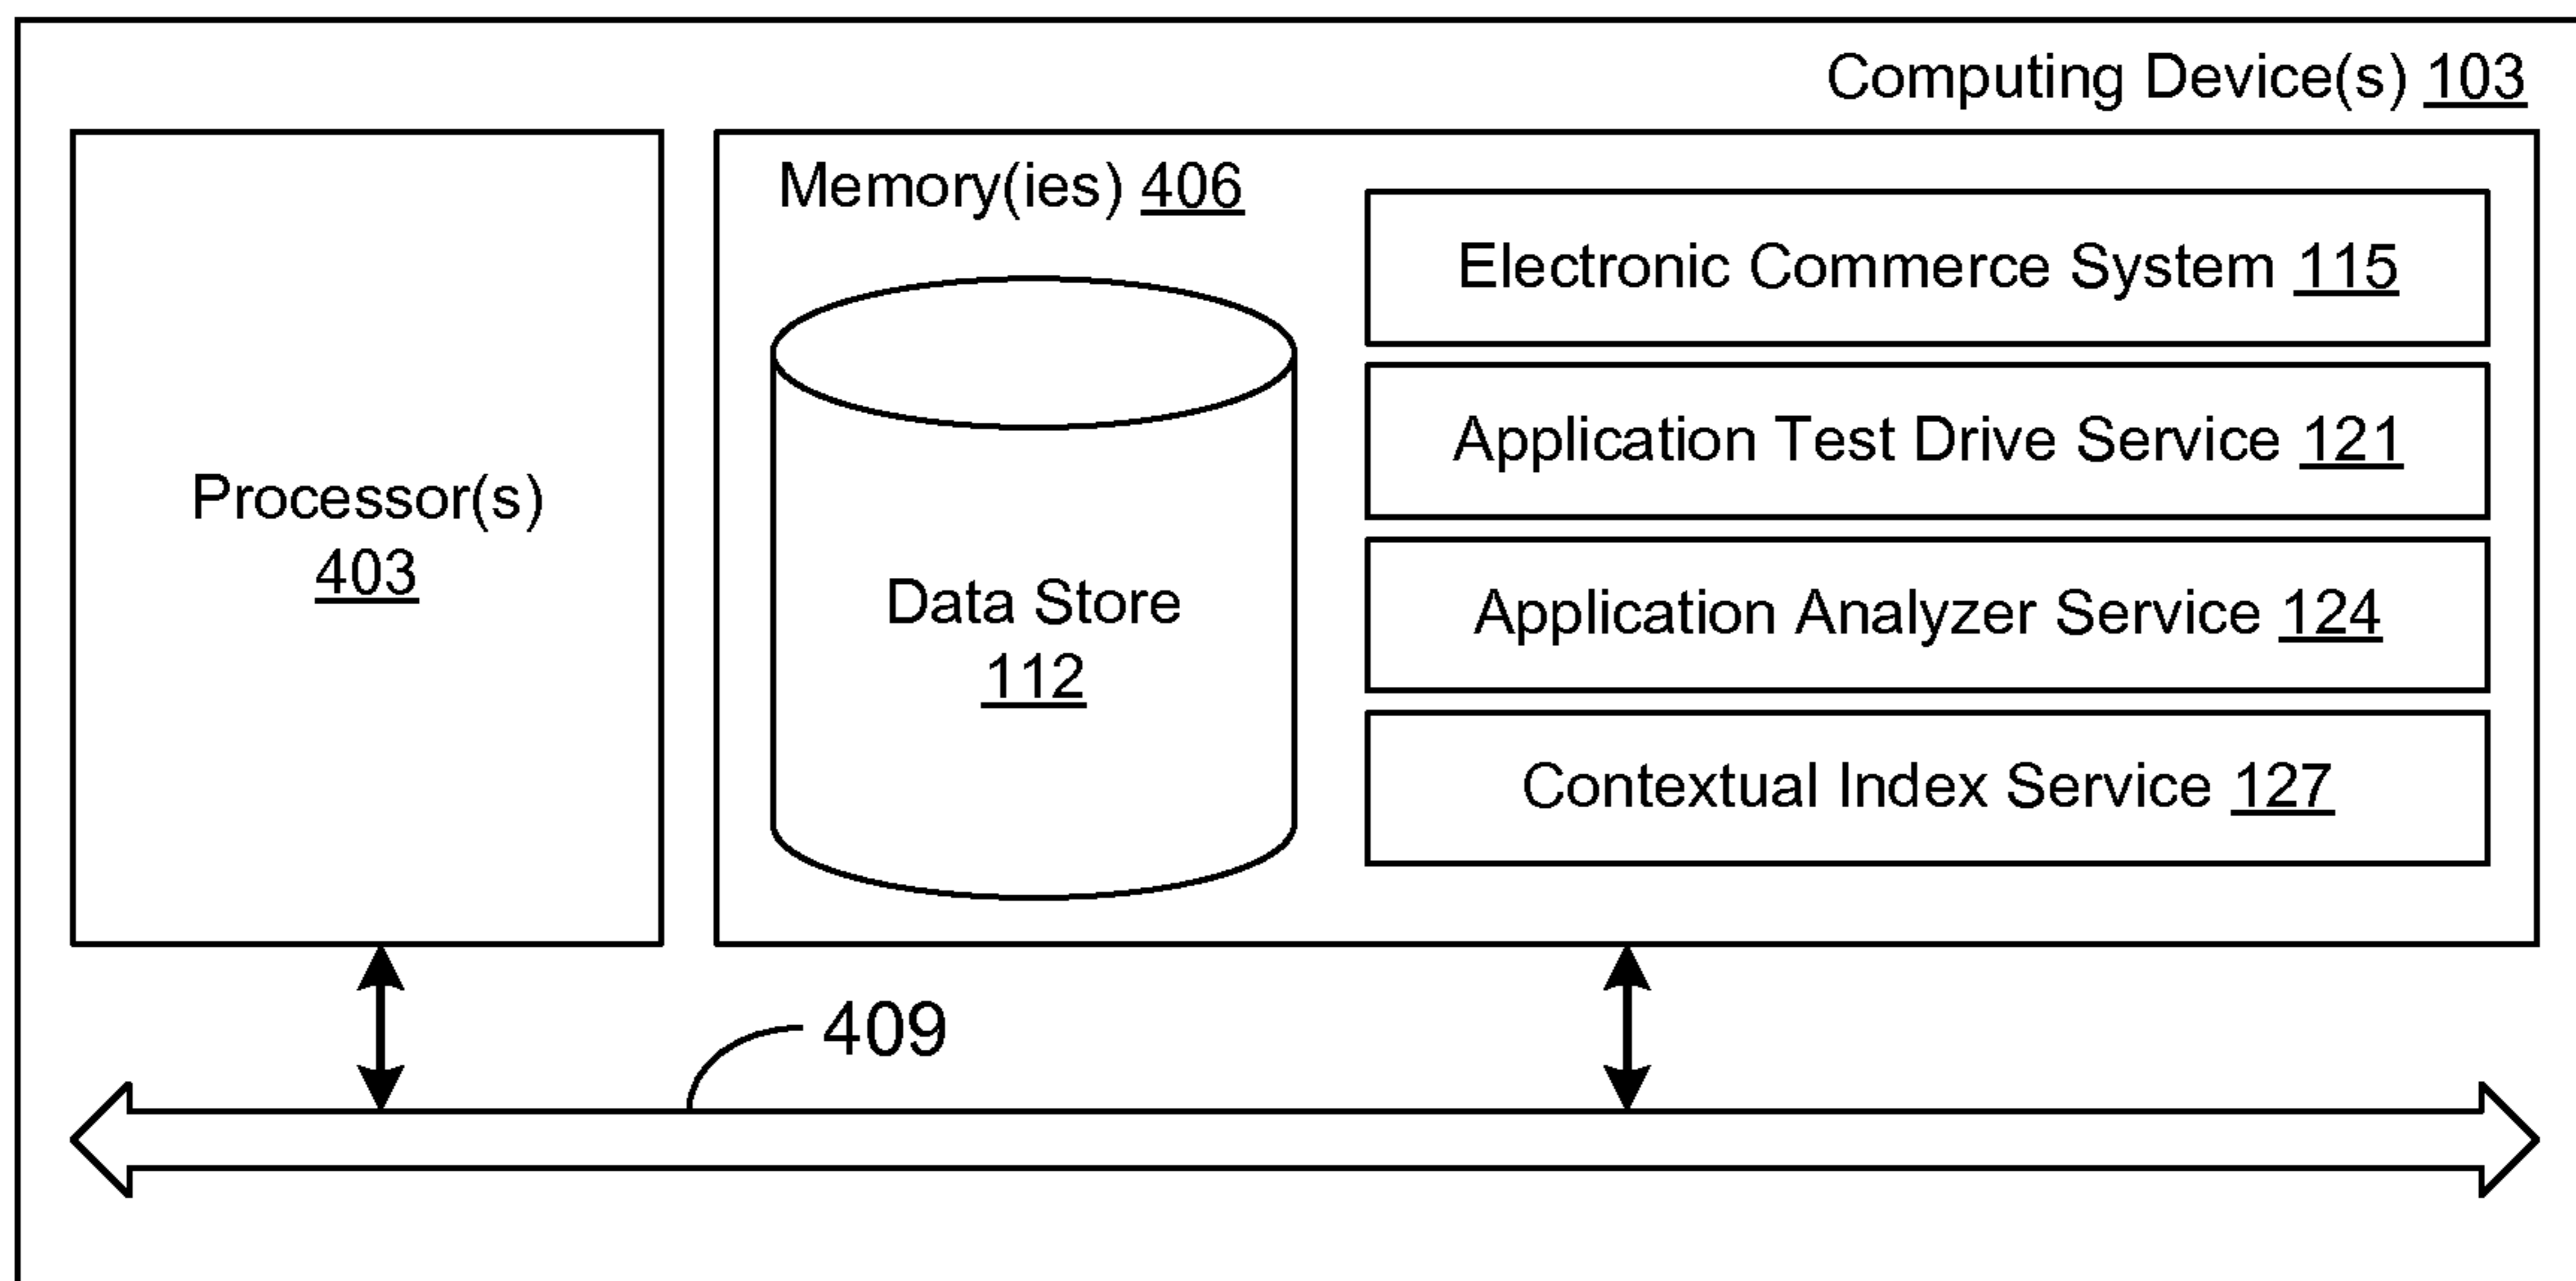 Computing Device(s) 103
Memory(ies) 406
Electronic Commerce System 115
Application Test Drive Service 121
Processor(s)
403
Data Store
112
Application Analyzer Service 124
Contextual Index Service 127
409